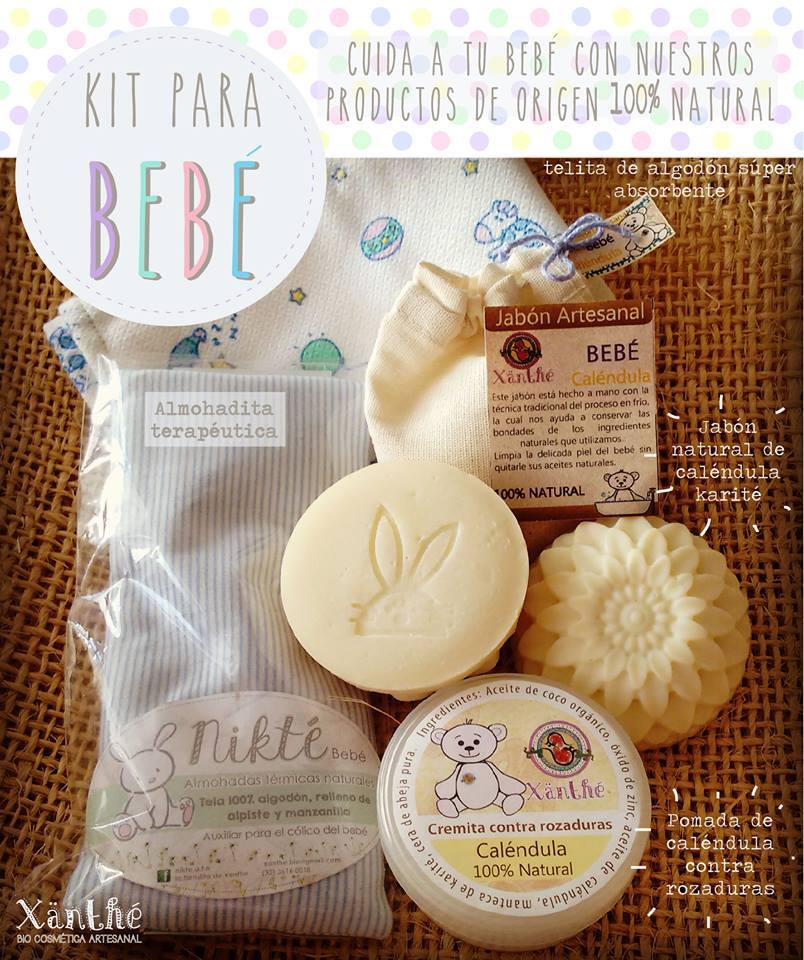 KIT PARA
BEBÉ
CUIDA A TU BEBÉ CON NUESTROS
PRODUCTOS DE ORIGEN 100% NATURAL
telita de algodón súper
absorbente
Bebé
Caléndula
Jabón Artesanal
Xänthé
BEBÉ
Caléndula
Este jabón está hecho a mano con la
técnica tradicional del proceso en frío,
la cual nos ayuda a conservar las
bondades de los ingredientes
naturales que utilizamos.
Limpia la delicada piel del bebé sin
quitarle sus aceites naturales.
100% NATURAL
Almohadita
terapéutica
Jabón
natural de
caléndula
karité
Nikté Bebé
Almohadas térmicas naturales
Tela 100% algodón, relleno de
alpiste y manzanilla
Auxiliar para el cólico del bebé
Ingredientes: Aceite de coco orgánico, óxido de zinc, aceite de caléndula, manteca de karité, cera de abeja pura.
Xänthé
Cremita contra rozaduras
Caléndula
100% Natural
Pomada de
caléndula
contra
rozaduras
Xänthé
BIO COSMÉTICA ARTESANAL